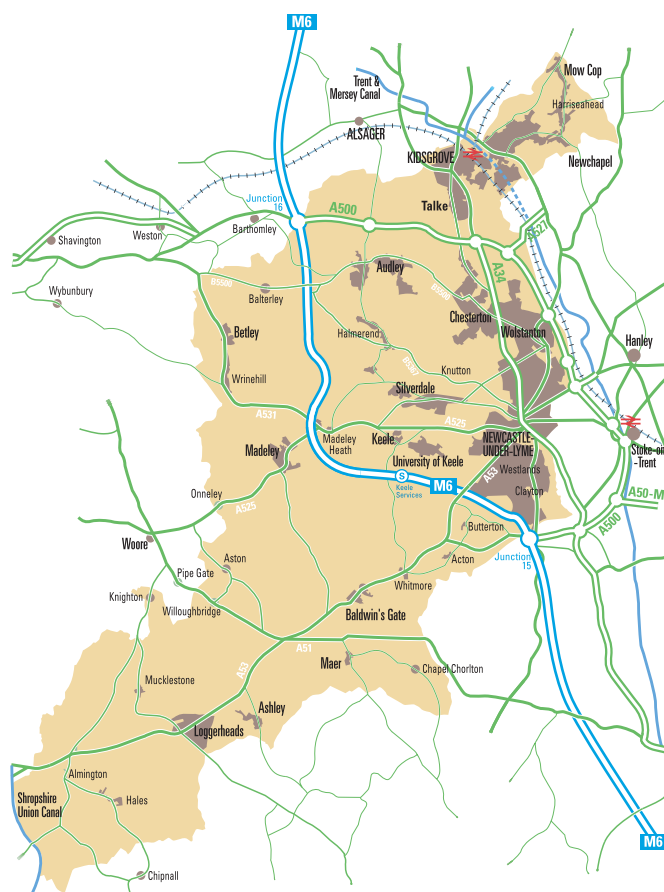 M6
Mow Cop
Trent &
Mersey Canal
Harriseahead
ALSAGER
KIDSGROVE
Newchapel
Junction
16
A500
Talke
Barthomley
Weston
Shavington
A527
A34
Audley
B5500
Balterley
B5500
Wybunbury
Chesterton
Wolstanton
Betley
Halmerend
Hanley
B5367
Knutton
Wrinehill
Silverdale
A531
A525
Madeley
Heath
Keele
NEWCASTLE-
UNDER-LYME
Stoke-on
-Trent
Madeley
University of Keele
Westlands
A53
S
Keele
Services
M6
Clayton
Onneley
A525
A50-M
A500
Butterton
Woore
Junction
15
Aston
Acton
Pipe Gate
Whitmore
Knighton
Willoughbridge
Baldwin's Gate
A51
Maer
A53
Chapel Chorlton
Mucklestone
Ashley
Loggerheads
Almington
Shropshire
Union Canal
Hales
M6
Chipnall